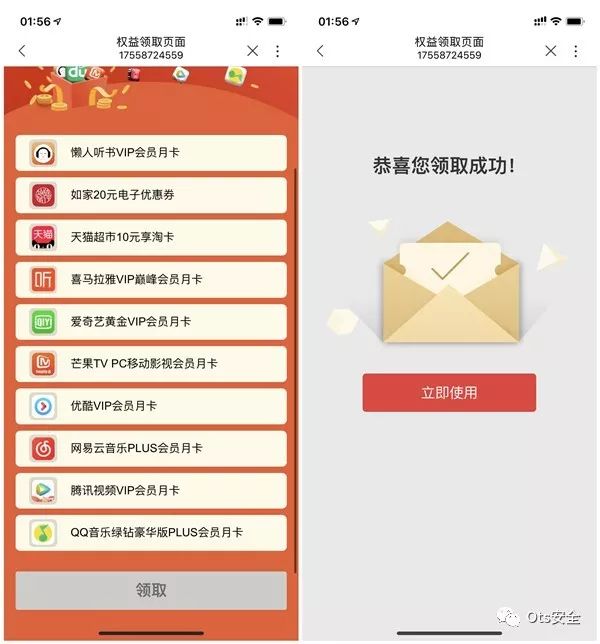 01:56
权益领取页面
17558724559
du
懒人听书VIP会员月卡
如家20元电子优惠券
天猫
天猫超市10元享淘卡
听
喜马拉雅VIP巅峰会员月卡
QIY
爱奇艺黄金VIP会员月卡
芒果TV PC移动影视会员月卡
优酷VIP会员月卡
网易云音乐PLUS会员月卡
腾讯视频VIP会员月卡
QQ音乐绿钻豪华版PLUS会员月卡
领取
01:56
权益领取页面
17558724559
恭喜您领取成功!
立即使用
Ots安全